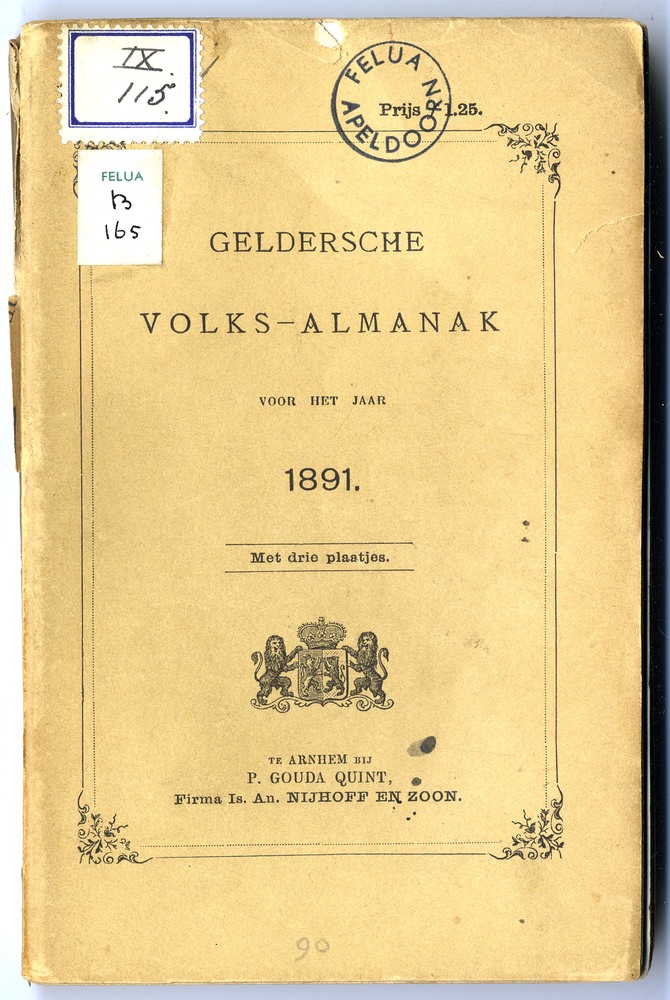 IX.
115.
FELUA
B
165
FELUA
APELDOORN
Prijs 1.25.
GELDERSCHE
VOLKS-ALMANAK
VOOR HET JAAR
1891.
Met drie plaatjes.
TE ARNHEM BIJ
P. GOUDA QUINT,
Firma Is. An. NIJHOFF EN ZOON.
90